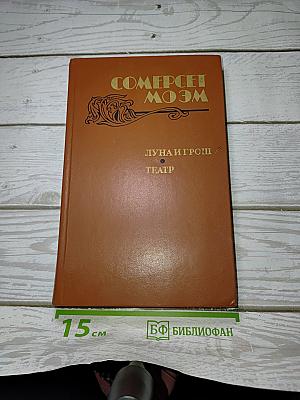 СОМЕРСЕТ
МОЭМ
ЛУНА И ГРОШ
ТЕАТР
15 см
БФ БИБЛИОФАН